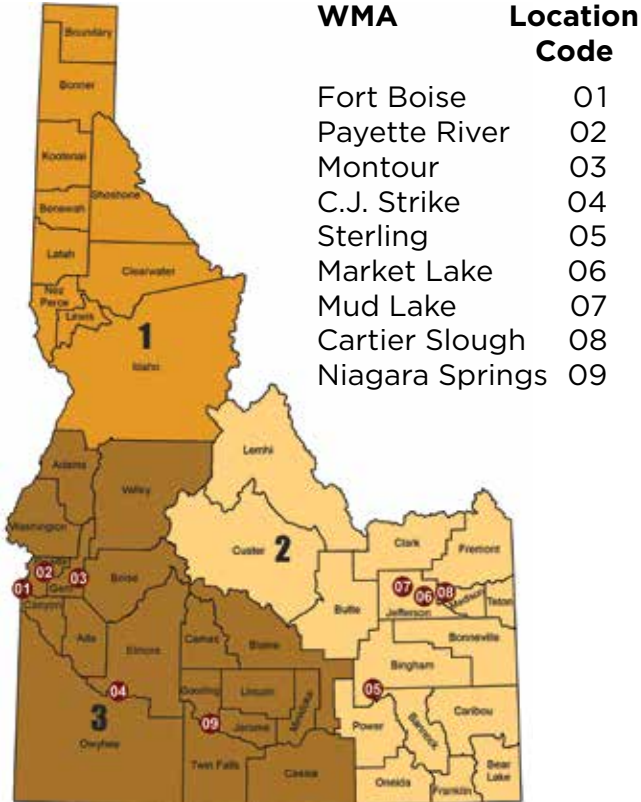 WMA Location
Code
Fort Boise 01
Payette River 02
Montour 03
C.J. Strike 04
Sterling 05
Market Lake 06
Mud Lake 07
Cartier Slough 08
Niagara Springs 09
Boundary
Bonner
Kootenai
Shoshone
Benewah
Latah
Clearwater
Nez
Perce
Lewis
1
Idaho
Adams
Valley
Lemhi
Washington
Custer
2
Clark
Fremont
02
01
03
Gem
Canyon
Boise
07
06
08
Madison
Teton
Jefferson
Butte
Ada
Elmore
Camas
Blaine
Bonneville
Bingham
04
05
Gooding
Lincoln
Minidoka
09
Jerome
Power
Bannock
Caribou
3
Owyhee
Twin Falls
Cassia
Oneida
Franklin
Bear
Lake